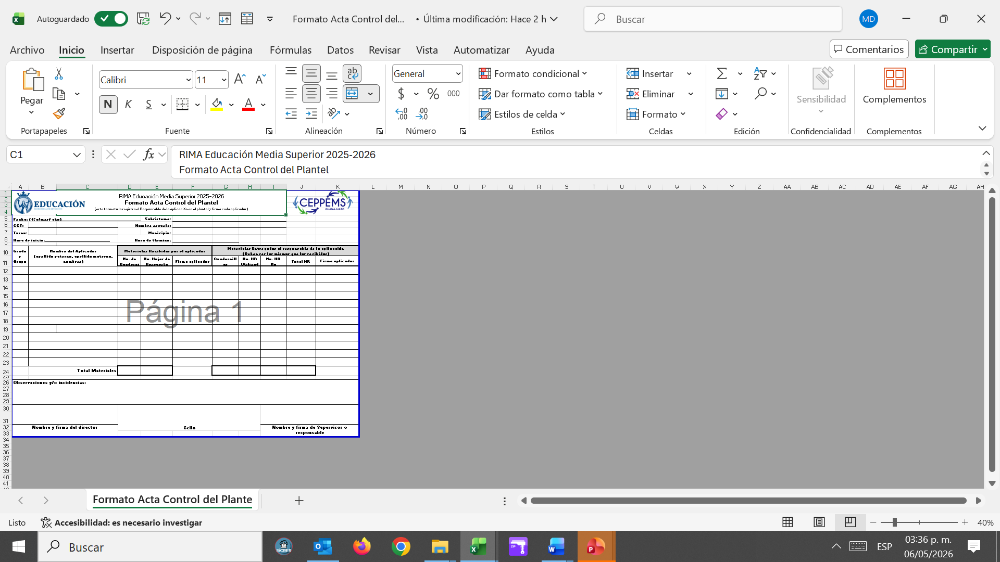 Autoguardado
Formato Acta Control del... • Última modificación: Hace 2 h
Buscar
MD
Archivo Inicio Insertar Disposición de página Fórmulas Datos Revisar Vista Automatizar Ayuda
Comentarios Compartir
Pegar
Portapapeles
Calibri 11
N K S
Fuente
Alineación
General
$ % 000
Número
Formato condicional
Dar formato como tabla
Estilos de celda
Estilos
Insertar
Eliminar
Formato
Celdas
Edición
Sensibilidad
Confidencialidad
Complementos
Complementos
C1
RIMA Educación Media Superior 2025-2026
Formato Acta Control del Plantel
A B C D E F G H I J K L M N O P Q R S T U V W X Y Z AA AB AC AD AE AF AG AH
EDUCACIÓN
RIMA Educación Media Superior 2025-2026
Formato Acta Control del Plantel
(este formato lo registra el Responsable de la aplicación en el plantel y firma cada aplicador)
CEPPEMS
GUANAJUATO
Fecha: (día/mes/ año) Subsistema:
CCT: Nombre escuela:
Turno: Municipio:
Hora de inicio: Hora de término:
Grado y Grupo
Nombre del Aplicador
(apellido paterno, apellido materno, nombres)
Materiales Recibidos por el aplicador
Materiales Entregados al responsable de la aplicación
(Deben ser los mismos que los recibidos)
No. de Cuaderni
No. Hojas de Respuesta
Firma aplicador
Cuadernill os
No. HR Utilizad
No. HR No
Total HR
Firma aplicador
Página 1
Total Materiales
Observaciones y/o incidencias:
Nombre y firma del director
Sello
Nombre y firma de Supervisor o responsable
1
2
3
4
5
6
7
8
9
10
11
12
13
14
15
16
17
18
19
20
21
22
23
24
25
26
27
28
29
30
31
32
33
34
35
36
37
38
39
40
41
Formato Acta Control del Plante
Listo
Accesibilidad: es necesario investigar
40%
Buscar
ESP
03:36 p. m.
06/05/2026